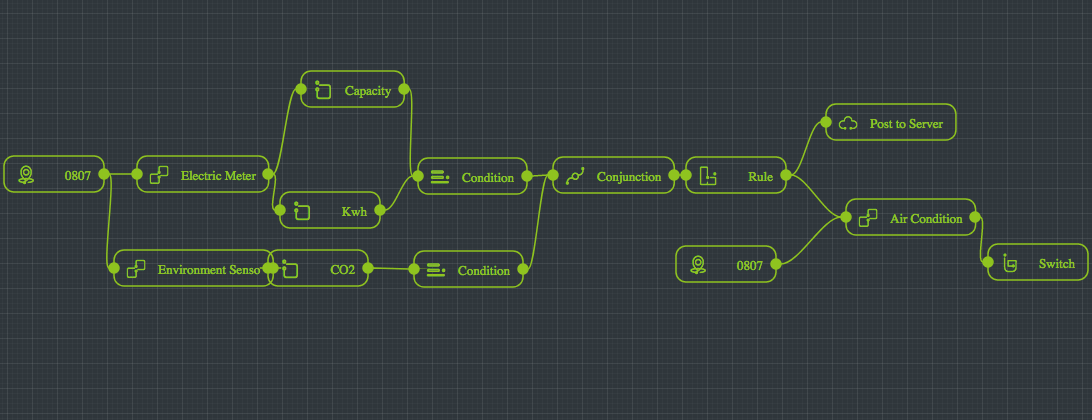 Capacity
Post to Server
0807
Electric Meter
Condition
Conjunction
Rule
Kwh
Air Condition
Environment Senso
CO2
Condition
0807
Switch